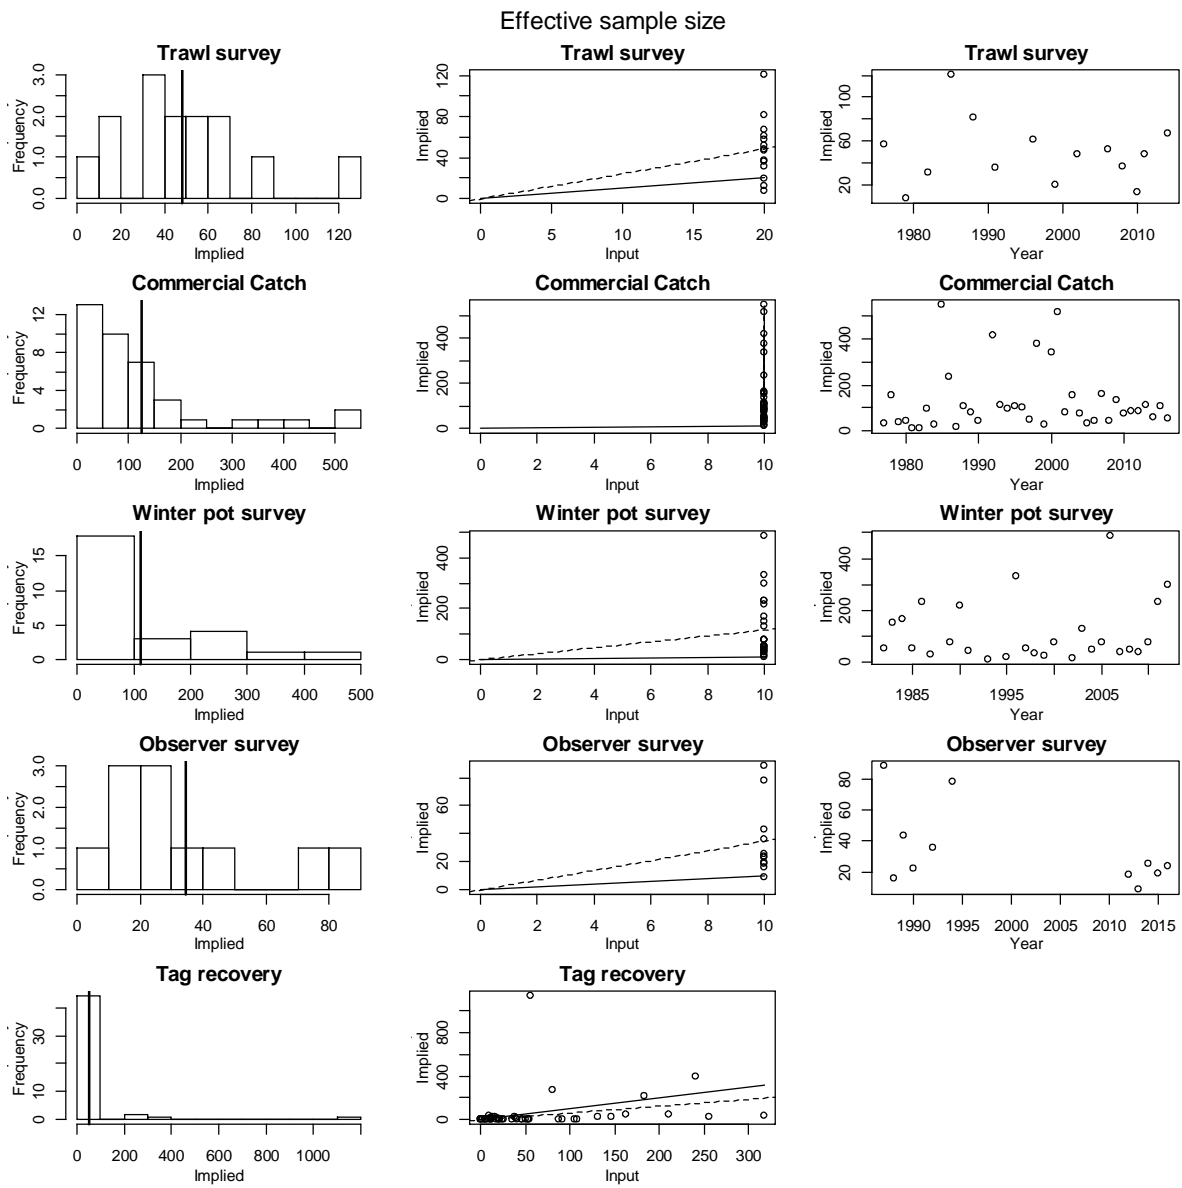 Effective sample size
Trawl survey Trawl survey Trawl survey
Frequency
0.0 1.0 2.0 3.0
0 20 40 60 80 100 120
Implied
Implied
0 40 80 120
0 5 10 15 20
Input
Implied
20 60 100
1980 1990 2000 2010
Year
Commercial Catch Commercial Catch Commercial Catch
Frequency
0 4 8 12
0 100 200 300 400 500
Implied
Implied
0 200 400
0 2 4 6 8 10
Input
Implied
0 200 400
1980 1990 2000 2010
Year
Winter pot survey Winter pot survey Winter pot survey
Frequency
0 5 10 15
0 100 200 300 400 500
Implied
Implied
0 200 400
0 2 4 6 8 10
Input
Implied
0 200 400
1985 1995 2005
Year
Observer survey Observer survey Observer survey
Frequency
0.0 1.0 2.0 3.0
0 20 40 60 80
Implied
Implied
0 20 60
0 2 4 6 8 10
Input
Implied
20 40 60 80
1990 1995 2000 2005 2010 2015
Year
Tag recovery Tag recovery
Frequency
0 10 30
0 200 400 600 800 1000
Implied
Implied
0 400 800
0 50 100 150 200 250 300
Input